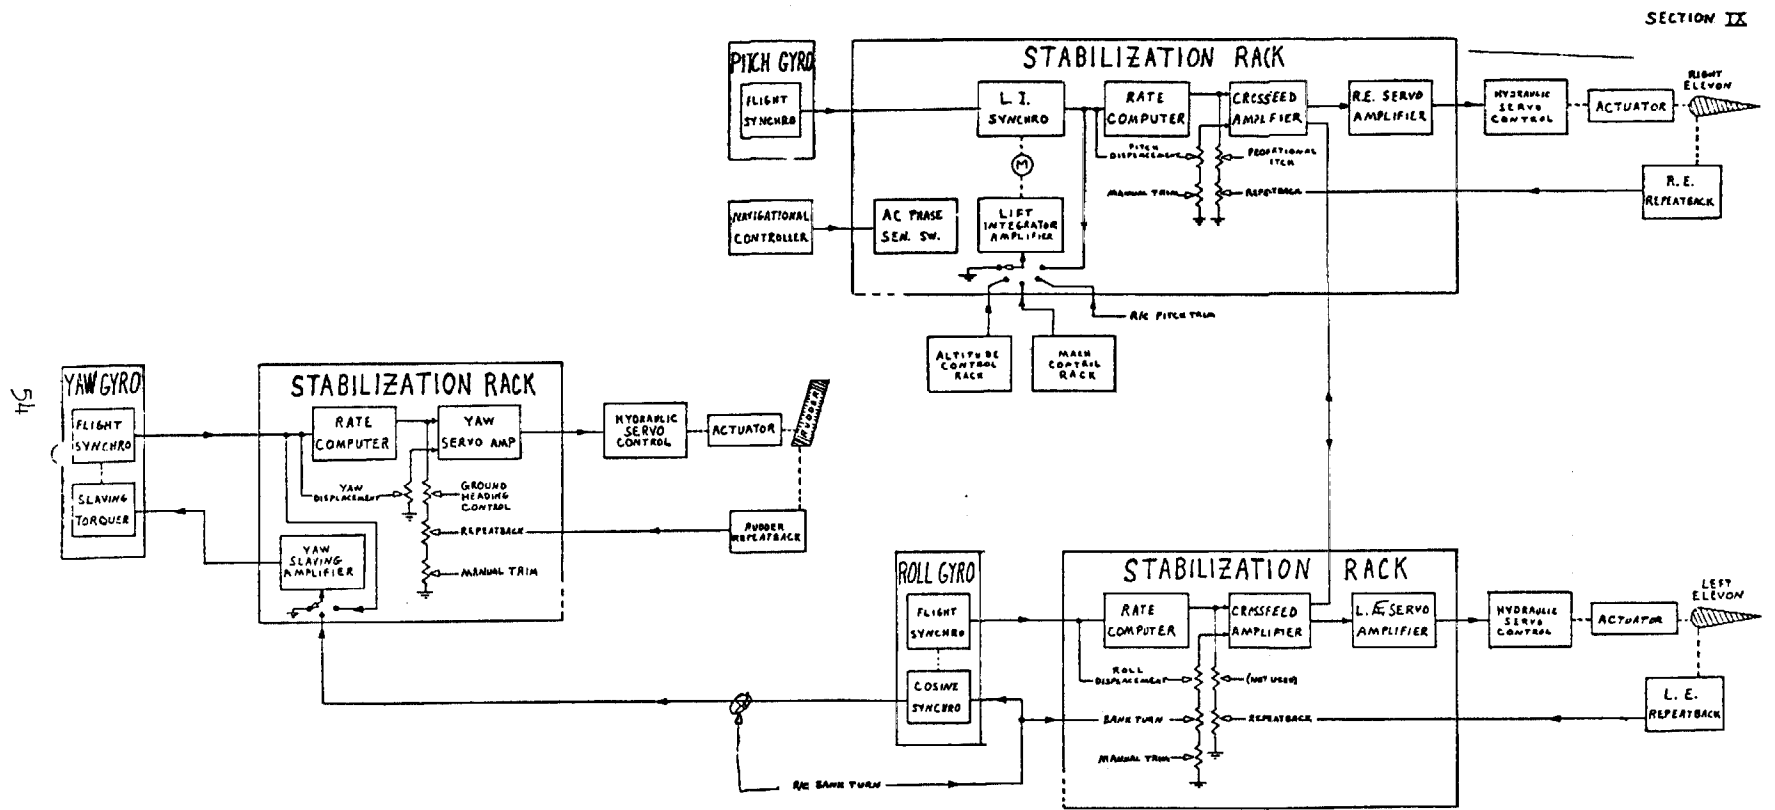 SECTION IX
PITCH GYRO
FLIGHT
SYNCHRO
NAVIGATIONAL
CONTROLLER
STABILIZATION RACK
L. I.
SYNCHRO
RATE
COMPUTER
CROSSFEED
AMPLIFIER
R.E. SERVO
AMPLIFIER
HYDRAULIC
SERVO
CONTROL
ACTUATOR
RIGHT
ELEVON
M
PITCH
DISPLACEMENT
PROPORTIONAL
PITCH
MANUAL TRIM
REPEATBACK
R.E.
REPEATBACK
AC PHASE
SEN. SW.
LIFT
INTEGRATOR
AMPLIFIER
R/C PITCH TRIM
ALTITUDE
CONTROL
RACK
MACH
CONTROL
RACK
54
YAW GYRO
FLIGHT
SYNCHRO
SLAVING
TORQUER
STABILIZATION RACK
RATE
COMPUTER
YAW
SERVO AMP
HYDRAULIC
SERVO
CONTROL
ACTUATOR
RUDDER
YAW
DISPLACEMENT
GROUND
HEADING
CONTROL
REPEATBACK
MANUAL TRIM
YAW
SLAVING
AMPLIFIER
RUDDER
REPEATBACK
ROLL GYRO
FLIGHT
SYNCHRO
COSINE
SYNCHRO
STABILIZATION RACK
RATE
COMPUTER
CROSSFEED
AMPLIFIER
L.E. SERVO
AMPLIFIER
HYDRAULIC
SERVO
CONTROL
ACTUATOR
LEFT
ELEVON
ROLL
DISPLACEMENT
(NOT USED)
BANK TURN
REPEATBACK
MANUAL TRIM
L. E.
REPEATBACK
R/C BANK TURN